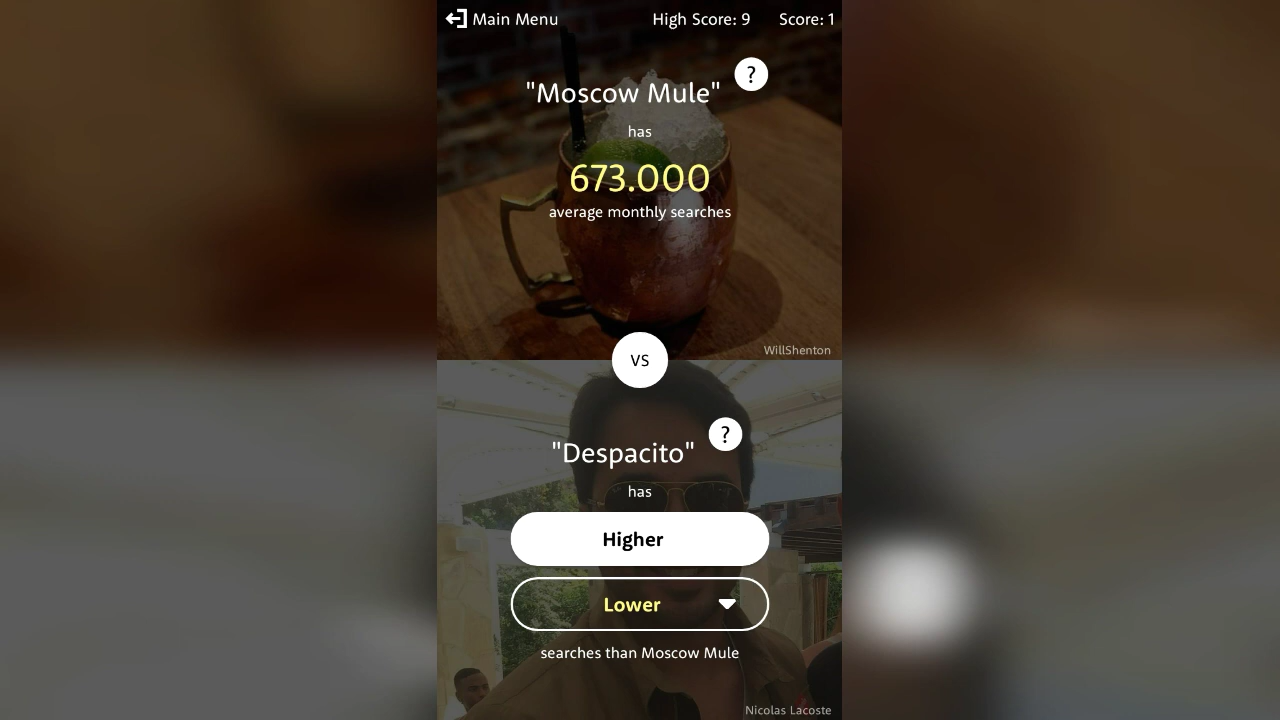 Main Menu High Score: 9 Score: 1
?
"Moscow Mule"
has
673.000
average monthly searches
WillShenton
VS
?
"Despacito"
has
Higher
Lower
searches than Moscow Mule
Nicolas Lacoste